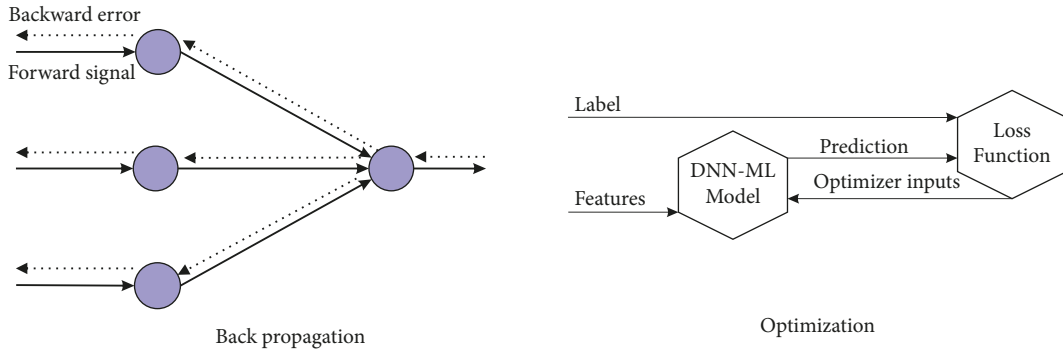 Backward error
Forward signal
Back propagation
Label
Features
DNN-ML
Model
Prediction
Optimizer inputs
Loss
Function
Optimization